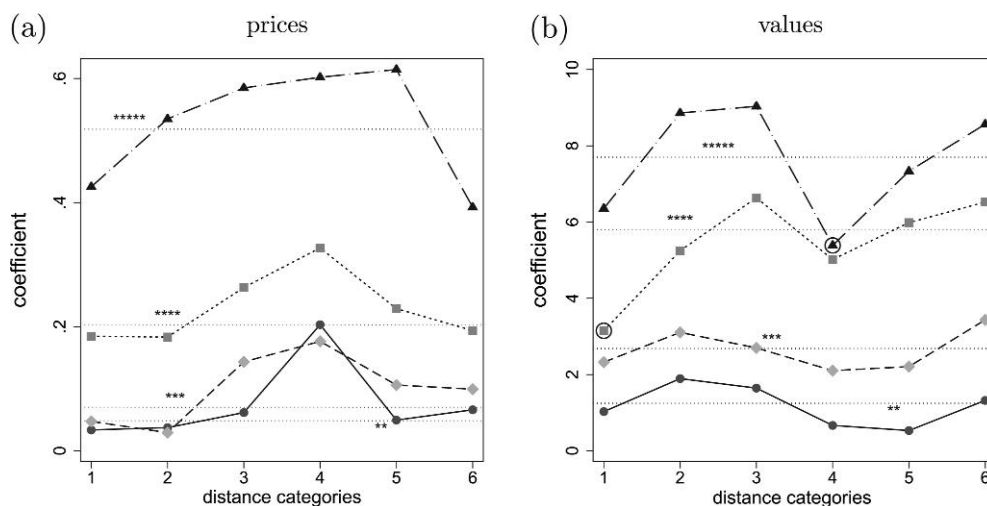 (a) prices
.6
.4
.2
0
coefficient
*****
****
***
**
1 2 3 4 5 6
distance categories
(b) values
10
8
6
4
2
0
coefficient
*****
****
***
**
1 2 3 4 5 6
distance categories